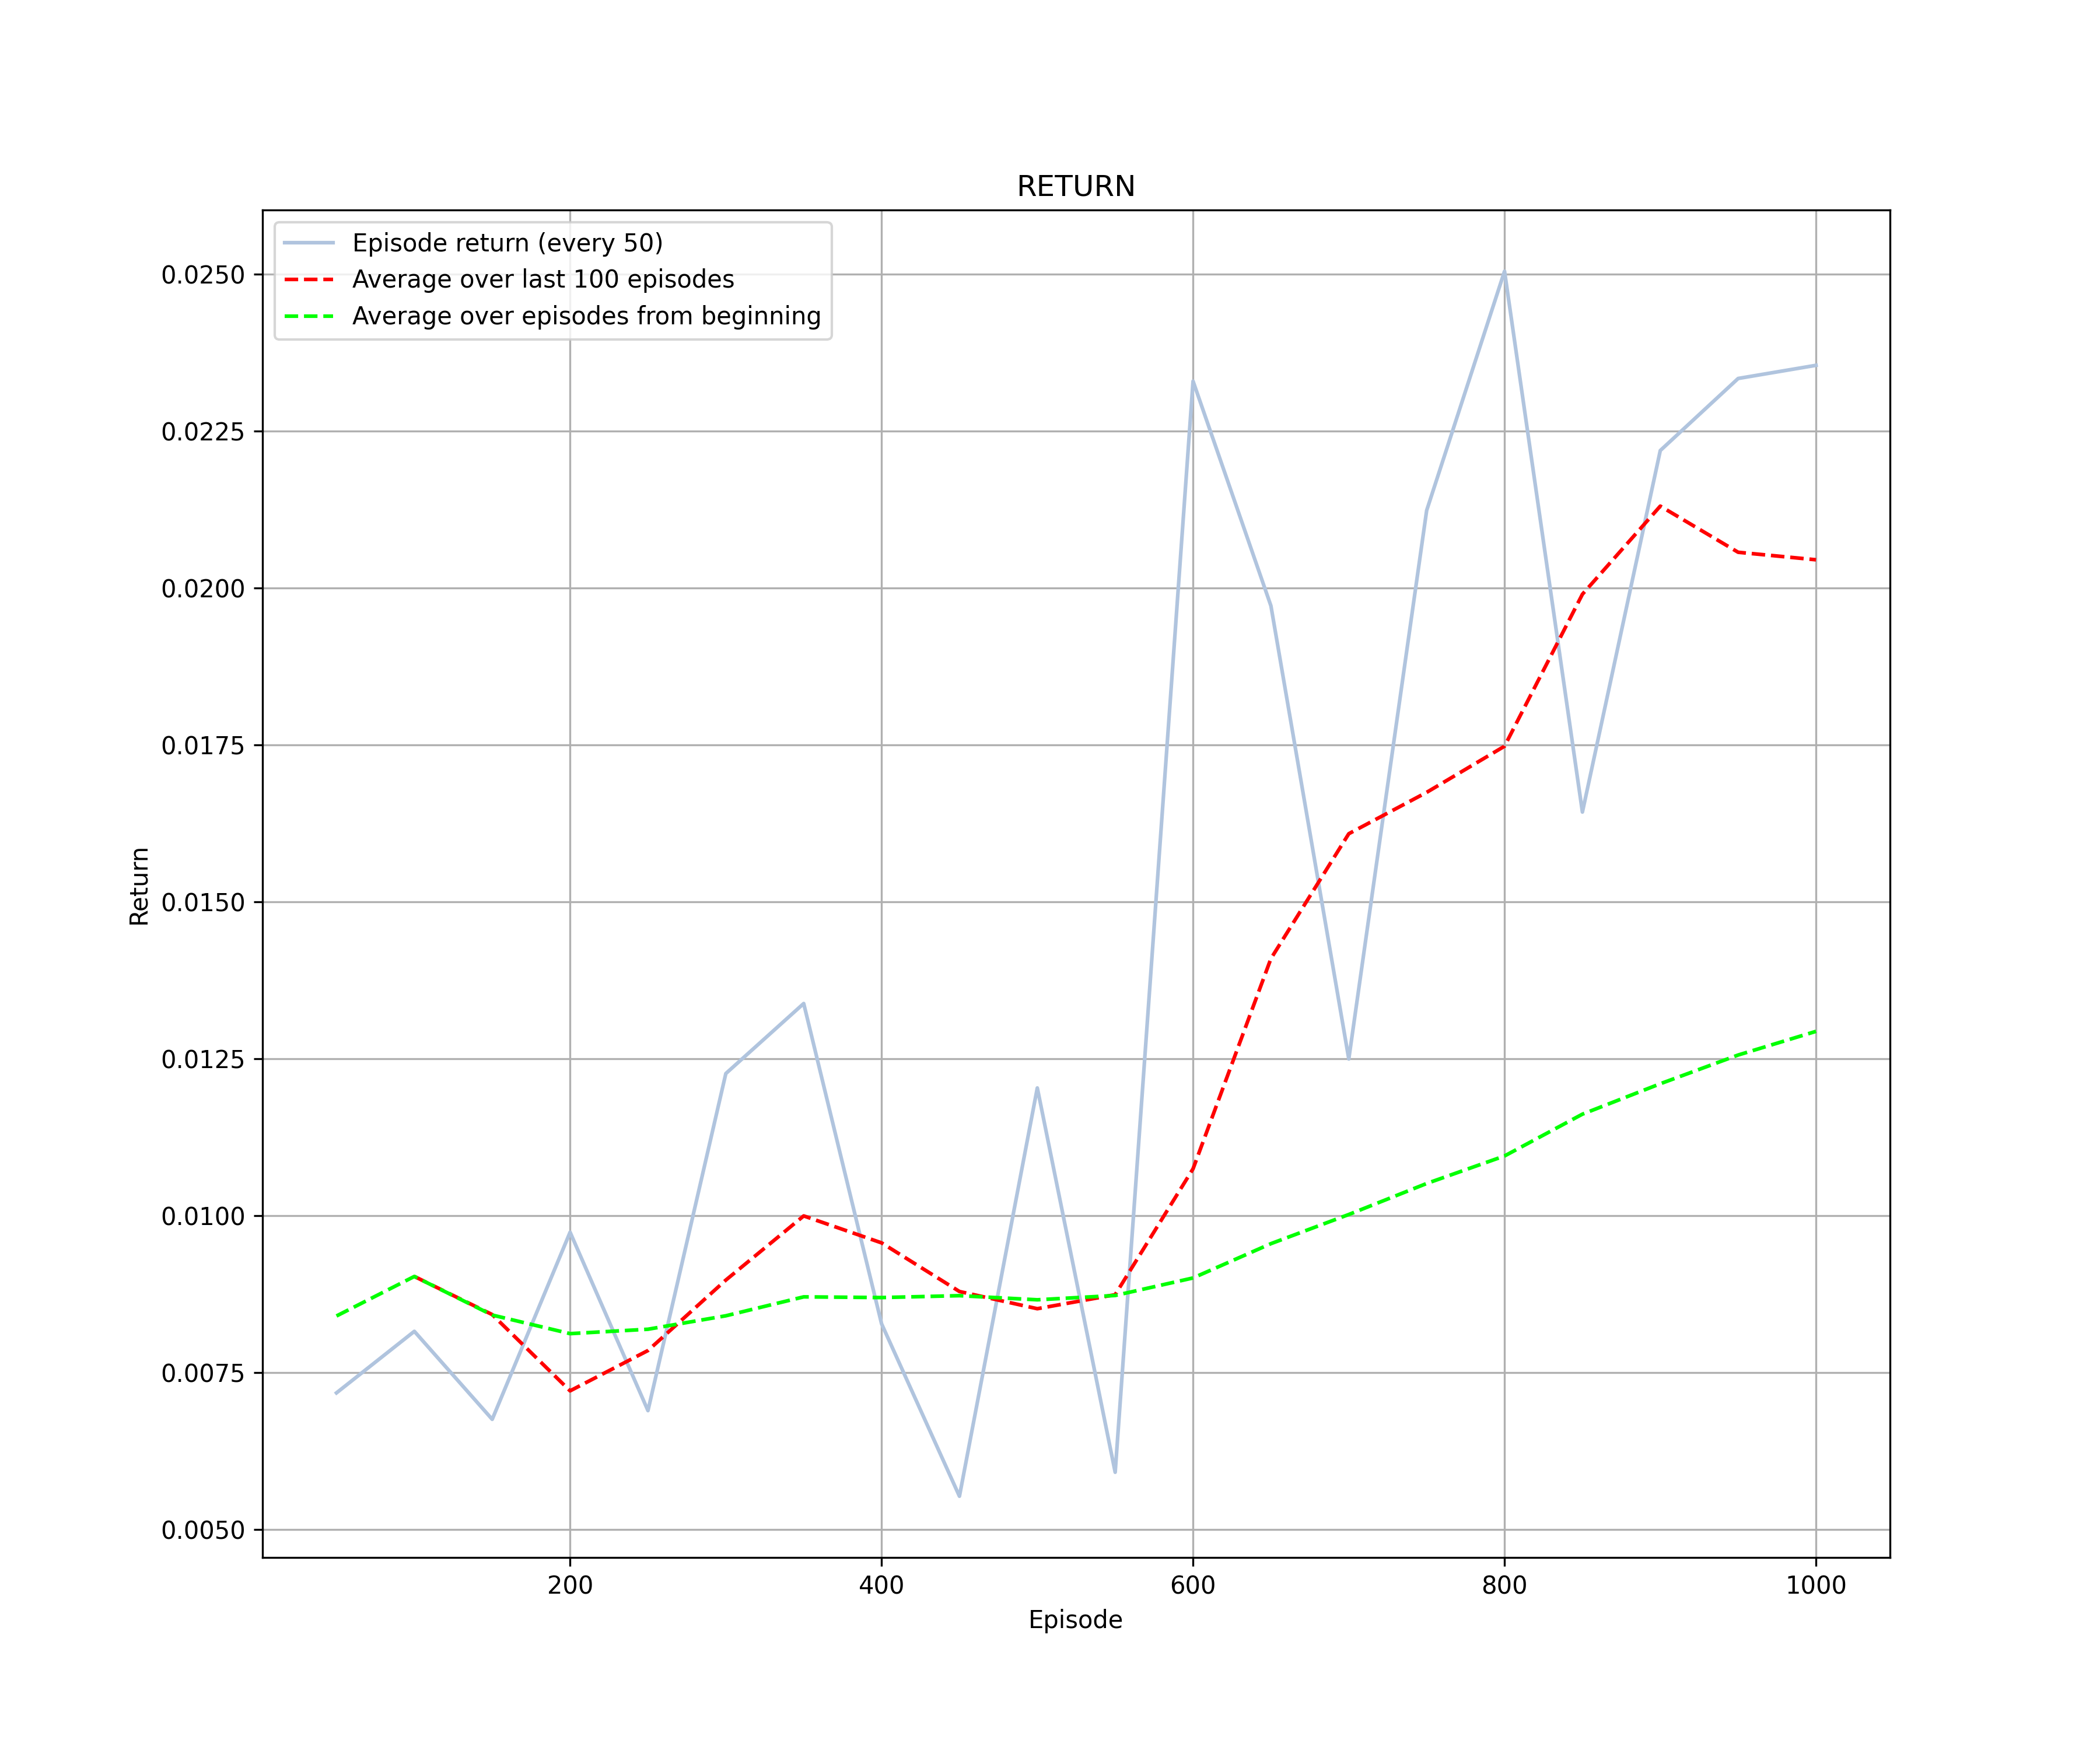 RETURN
Episode return (every 50)
Average over last 100 episodes
Average over episodes from beginning
0.0250
0.0225
0.0200
0.0175
0.0150
0.0125
0.0100
0.0075
0.0050
Return
200 400 600 800 1000
Episode